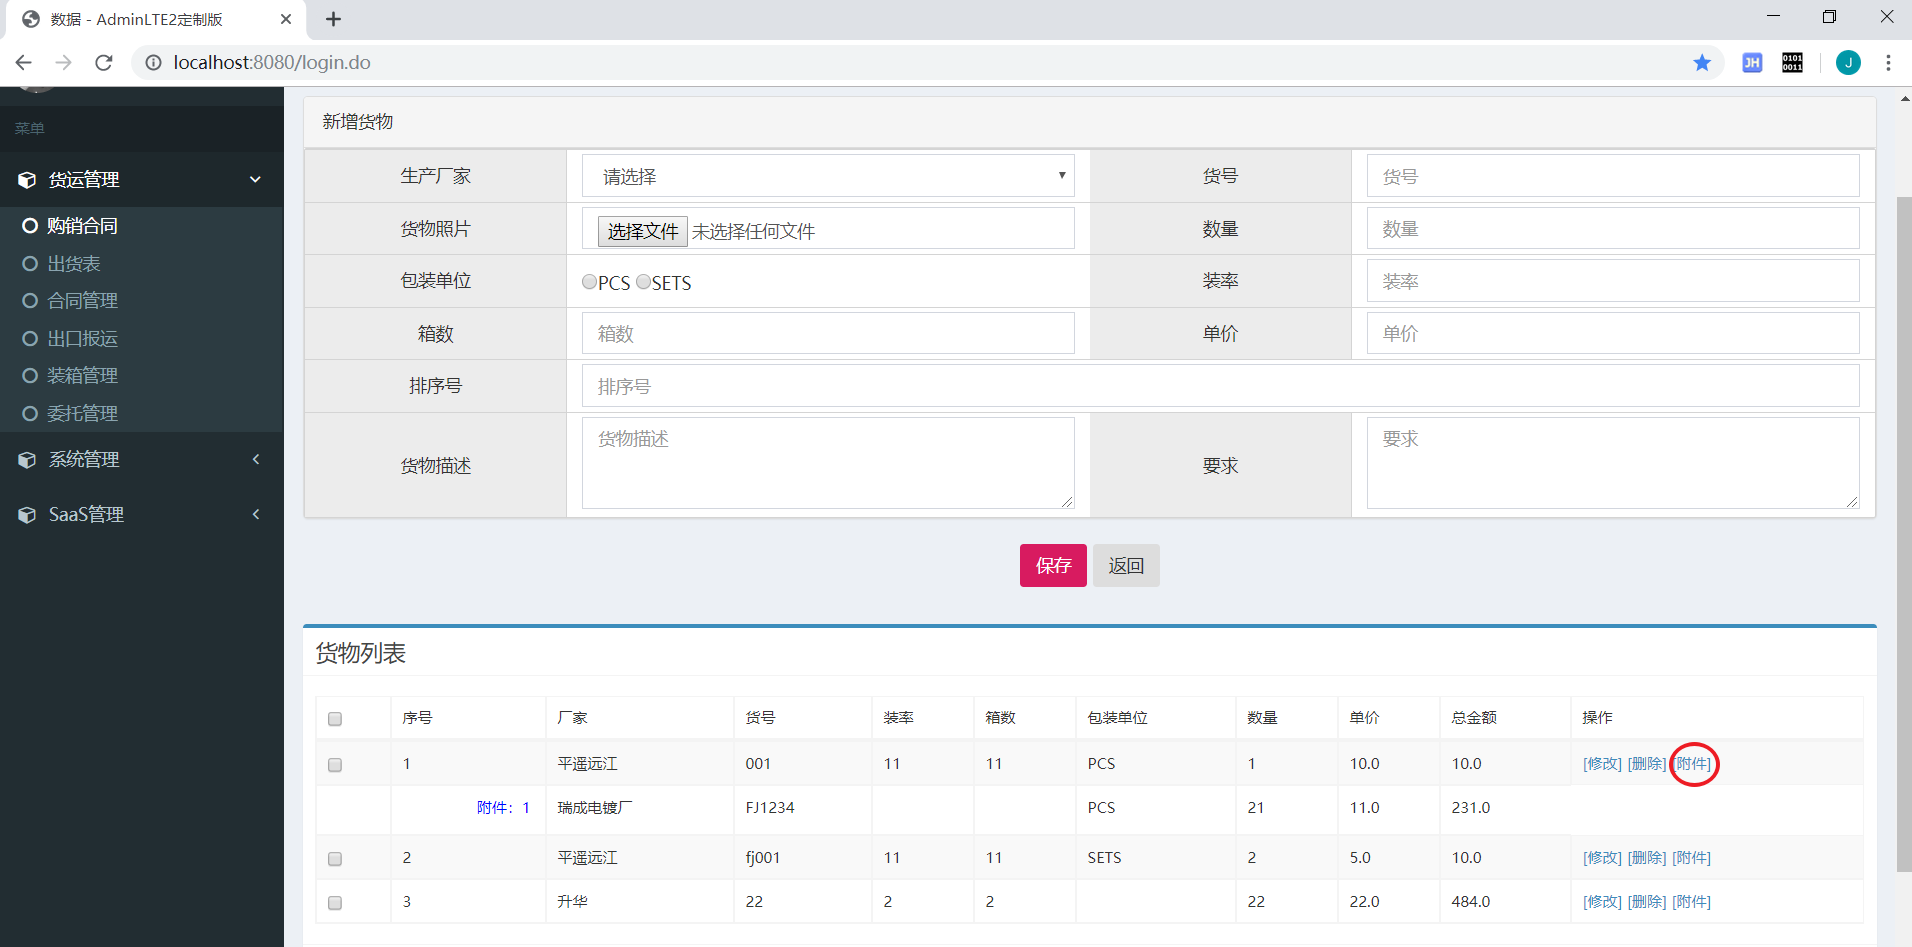 数据 - AdminLTE2定制版
localhost:8080/login.do
JH
0101
0011
J
菜单
货运管理
购销合同
出货表
合同管理
出口报运
装箱管理
委托管理
系统管理
SaaS管理
新增货物
生产厂家 请选择 货号 货号
货物照片 选择文件 未选择任何文件 数量 数量
包装单位 PCS SETS 装率 装率
箱数 箱数 单价 单价
排序号 排序号
货物描述 货物描述 要求 要求
保存 返回
货物列表
序号 厂家 货号 装率 箱数 包装单位 数量 单价 总金额 操作
1 平遥远江 001 11 11 PCS 1 10.0 10.0 [修改] [删除] [附件]
附件：1 瑞成电镀厂 FJ1234 PCS 21 11.0 231.0
2 平遥远江 fj001 11 11 SETS 2 5.0 10.0 [修改] [删除] [附件]
3 升华 22 2 2 22 22.0 484.0 [修改] [删除] [附件]